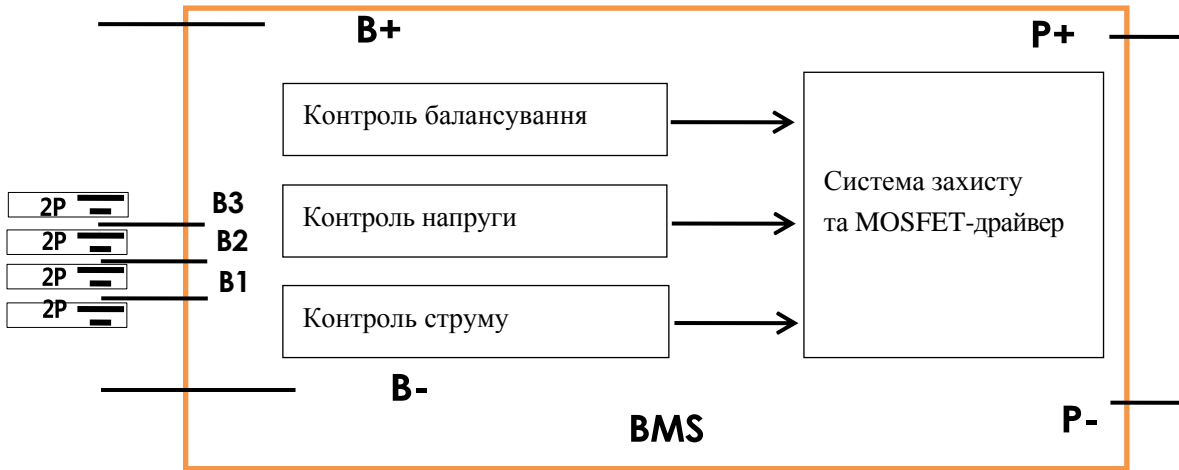 B+
P+
Контроль балансування
Система захисту
та MOSFET-драйвер
2P
B3
Контроль напруги
2P
B2
2P
B1
2P
Контроль струму
B-
P-
BMS